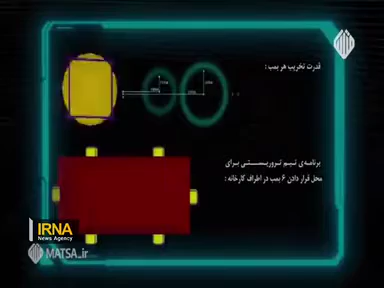 قدرت تخریب هر بمب :
برنامه‌ی تیم تروریستی برای
محل قرار دادن ۶ بمب در اطراف کارخانه :
IRNA
News Agency
MATSA.ir